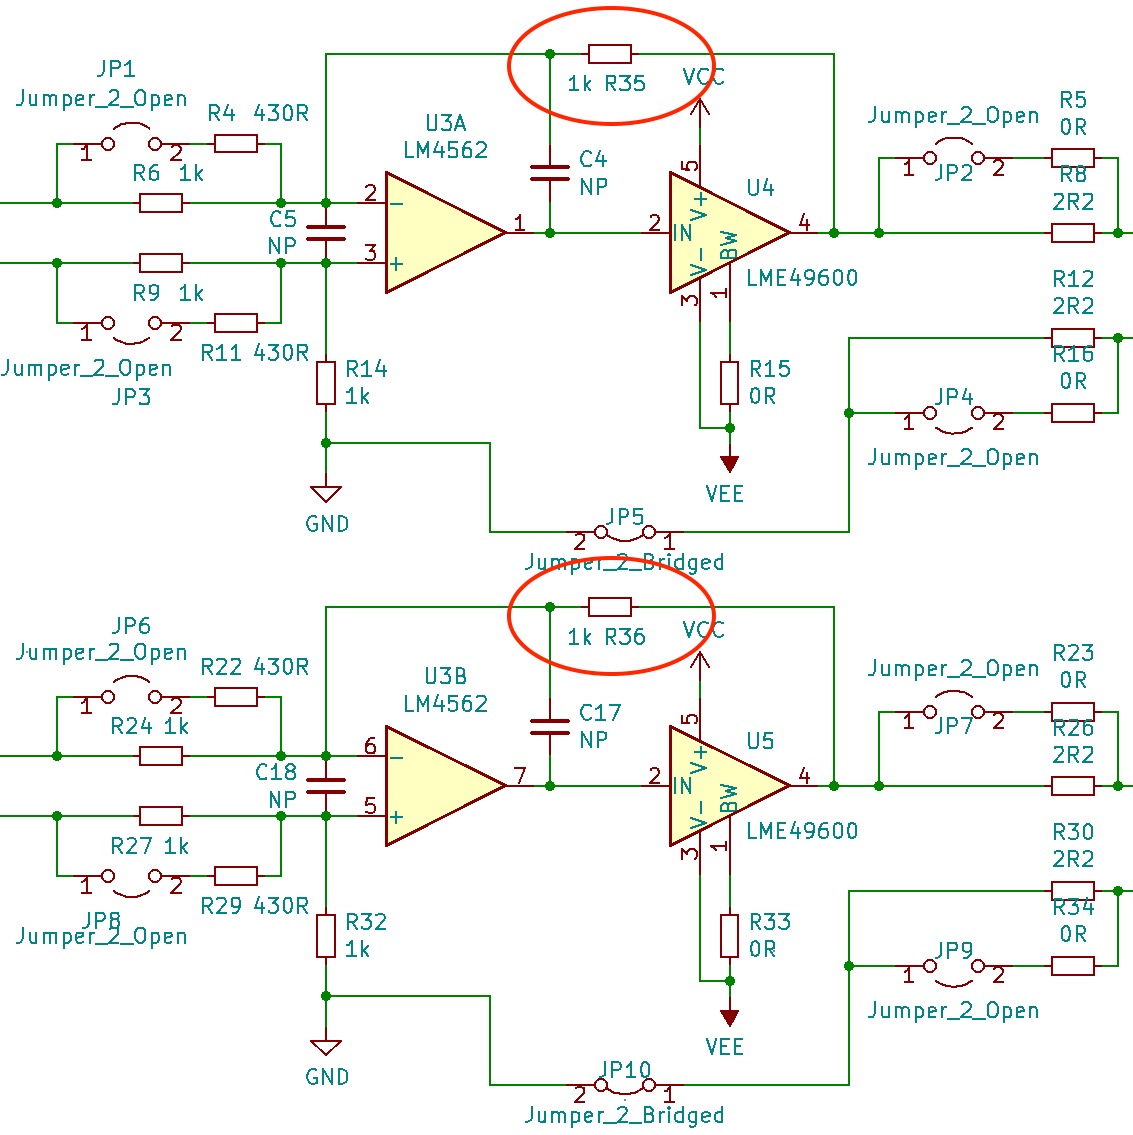 JP1
Jumper_2_Open
R4 430R
1 2
R6 1k
C5
NP
R9 1k
1 2
R11 430R
Jumper_2_Open
JP3
U3A
LM4562
2
3
1
1k R35
VCC
C4
NP
5
U4
V+
2
IN
V-
BW
4
3
1
LME49600
R14
1k
R15
0R
GND
VEE
Jumper_2_Open
1 2
JP2
R5
0R
R8
2R2
R12
2R2
R16
0R
JP4
1 2
Jumper_2_Open
JP5
2 1
Jumper_2_Bridged
JP6
Jumper_2_Open
R22 430R
1 2
R24 1k
C18
NP
R27 1k
1 2
R29 430R
JP8
Jumper_2_Open
U3B
LM4562
6
5
7
1k R36
VCC
C17
NP
5
U5
V+
2
IN
V-
BW
4
3
1
LME49600
R32
1k
R33
0R
GND
VEE
Jumper_2_Open
1 2
JP7
R23
0R
R26
2R2
R30
2R2
R34
0R
JP9
1 2
Jumper_2_Open
JP10
2 1
Jumper_2_Bridged